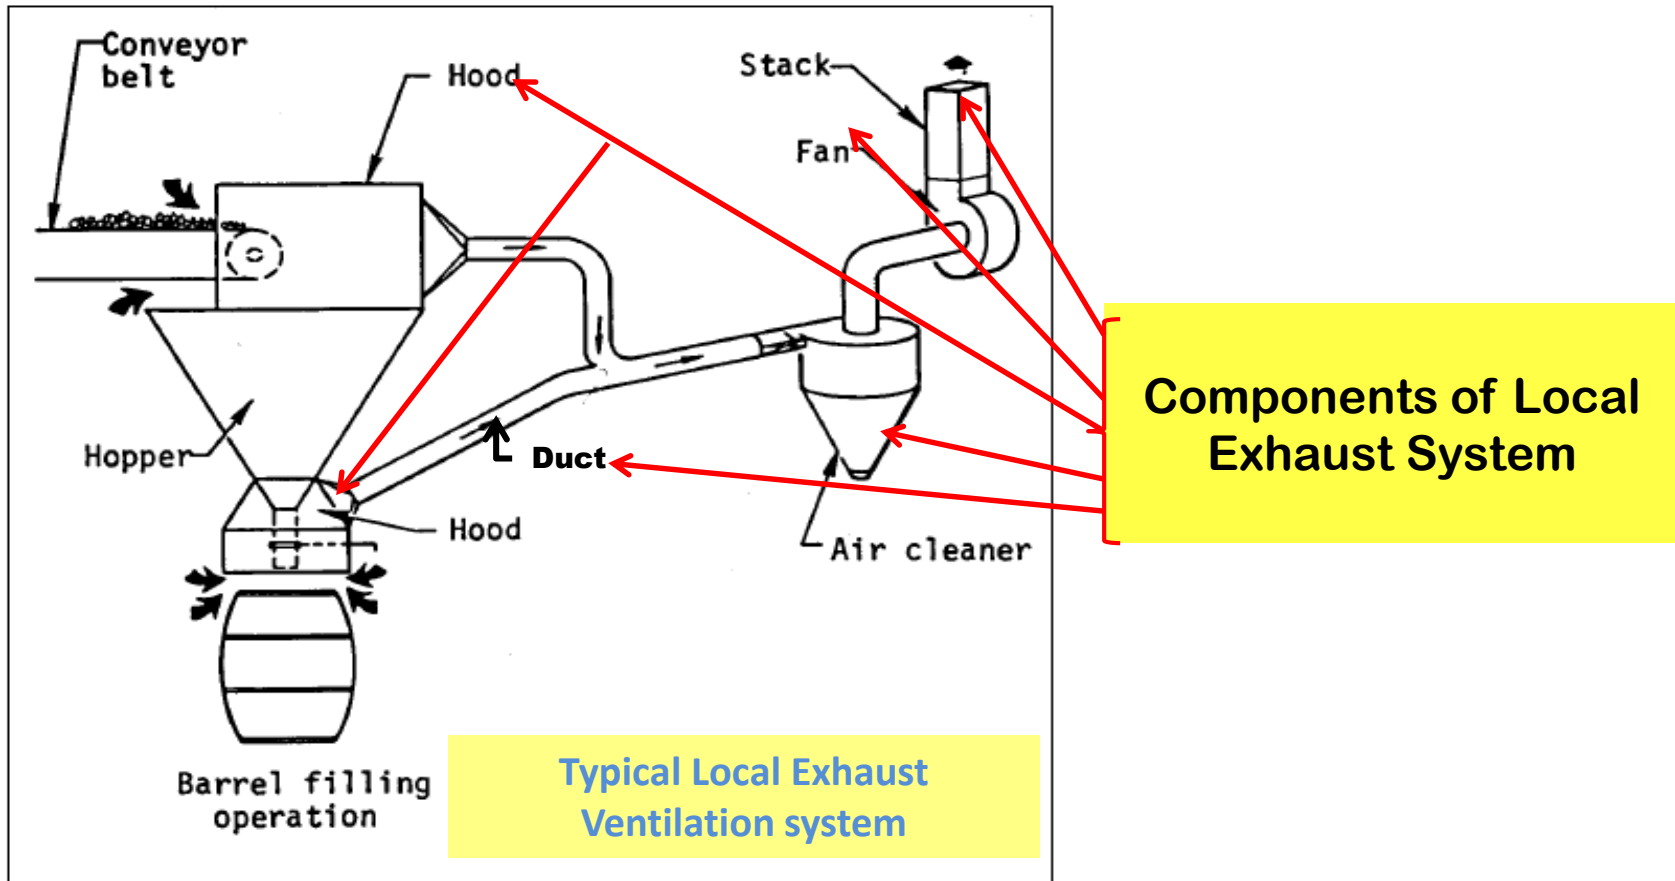 Conveyor
belt
Hood
Stack
Fan
Hopper
Duct
Hood
Air cleaner
Barrel filling
operation
Typical Local Exhaust
Ventilation system
Components of Local
Exhaust System